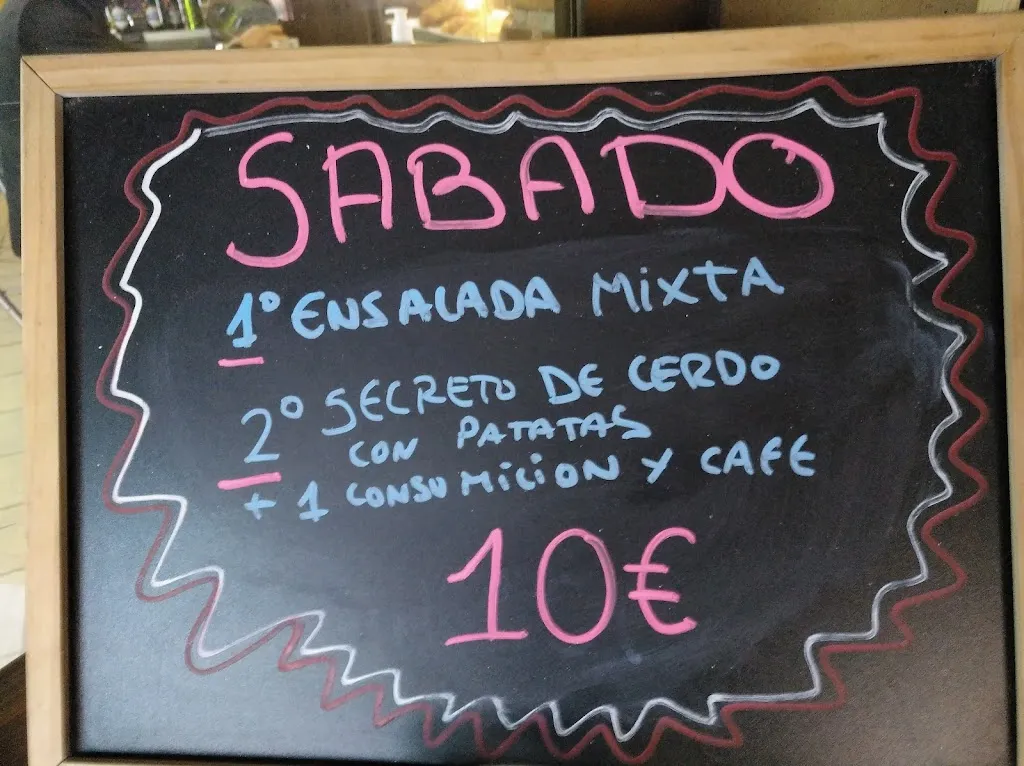 SABADO
1º ENSALADA MIXTA
2º SECRETO DE CERDO
CON PATATAS
+ 1 CONSUMICION Y CAFE
10€